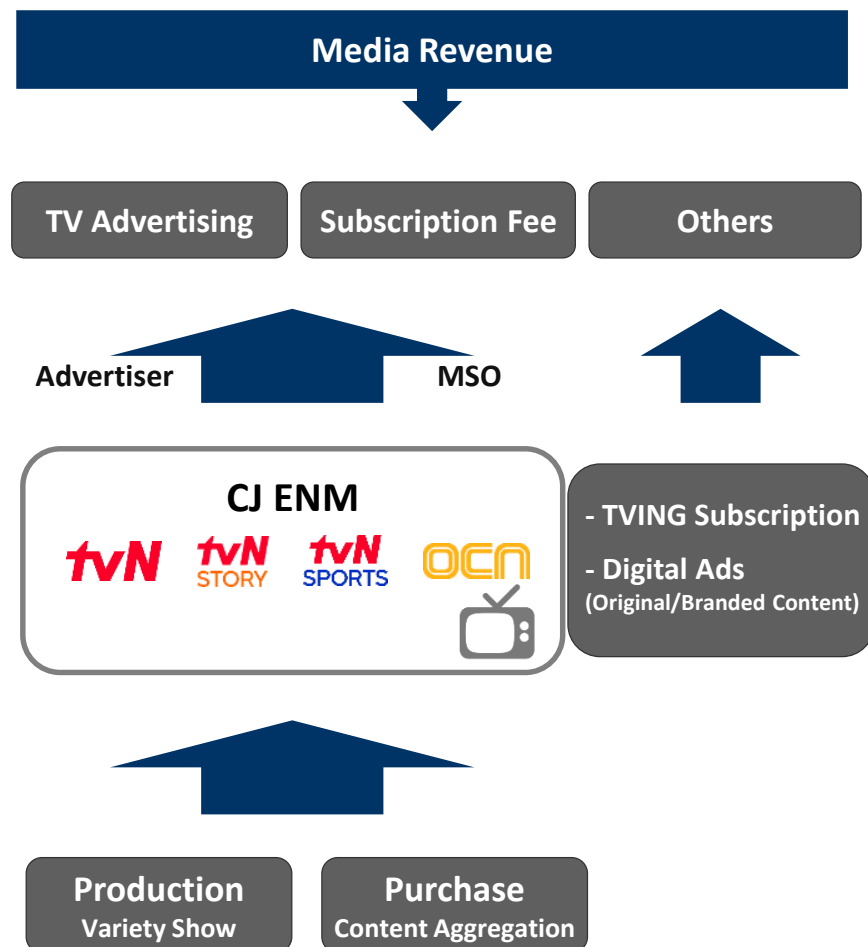 Media Revenue
TV Advertising
Subscription Fee
Others
Advertiser
MSO
CJ ENM
tvN
tvN
STORY
tvN
SPORTS
OCN
- TVING Subscription
- Digital Ads
(Original/Branded Content)
Production
Variety Show
Purchase
Content Aggregation